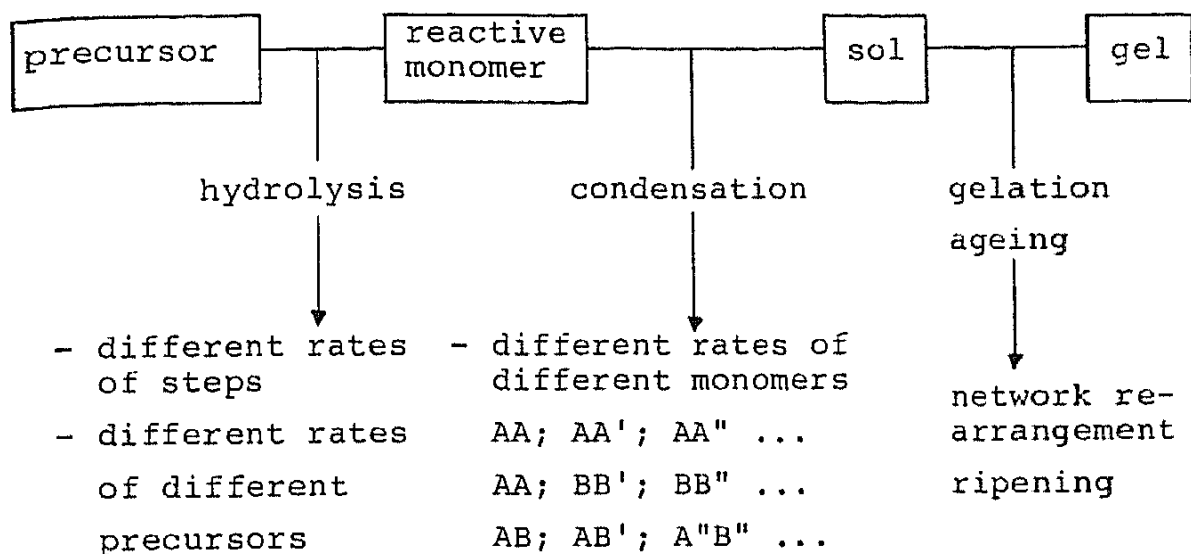 precursor
reactive
monomer
sol
gel
hydrolysis
condensation
gelation
ageing
- different rates
of steps
- different rates
of different
precursors
- different rates of
different monomers
AA; AA'; AA" ...
AA; BB'; BB" ...
AB; AB'; A"B" ...
network re-
arrangement
ripening